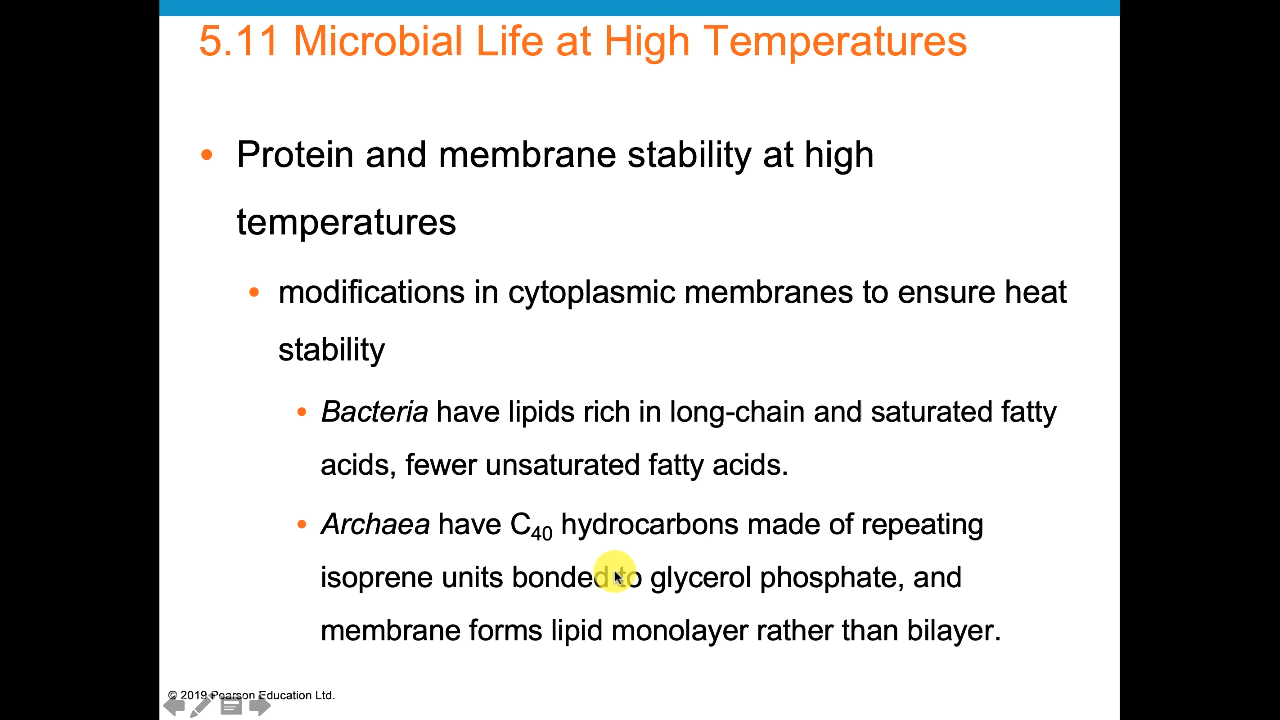 5.11 Microbial Life at High Temperatures
• Protein and membrane stability at high
temperatures
• modifications in cytoplasmic membranes to ensure heat
stability
• Bacteria have lipids rich in long-chain and saturated fatty
acids, fewer unsaturated fatty acids.
• Archaea have C₄₀ hydrocarbons made of repeating
isoprene units bonded to glycerol phosphate, and
membrane forms lipid monolayer rather than bilayer.
© 2019 Pearson Education Ltd.